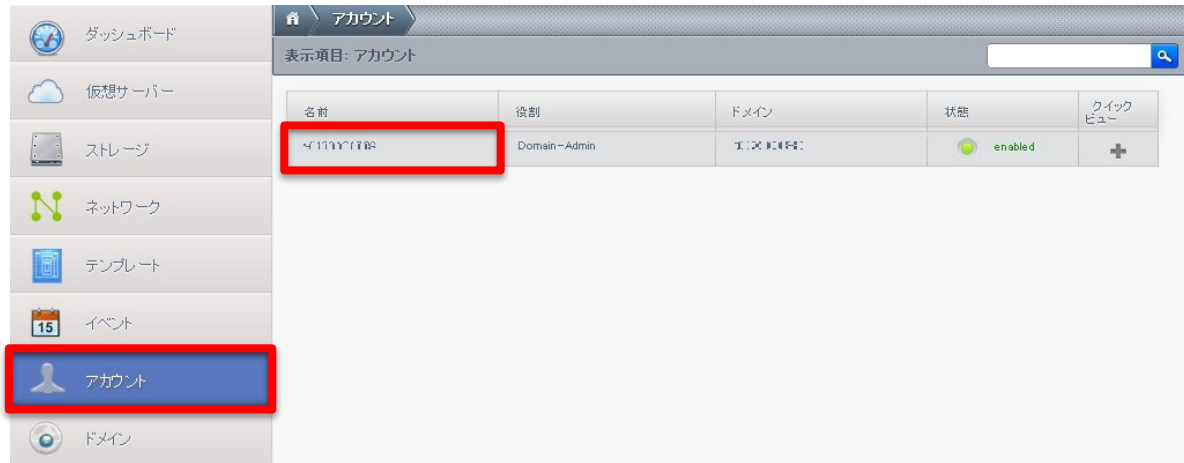 ダッシュボード
仮想サーバー
ストレージ
ネットワーク
テンプレート
15
イベント
アカウント
ドメイン
アカウント
表示項目: アカウント
名前 役割 ドメイン 状態 クイック
ビュー
Domain-Admin enabled